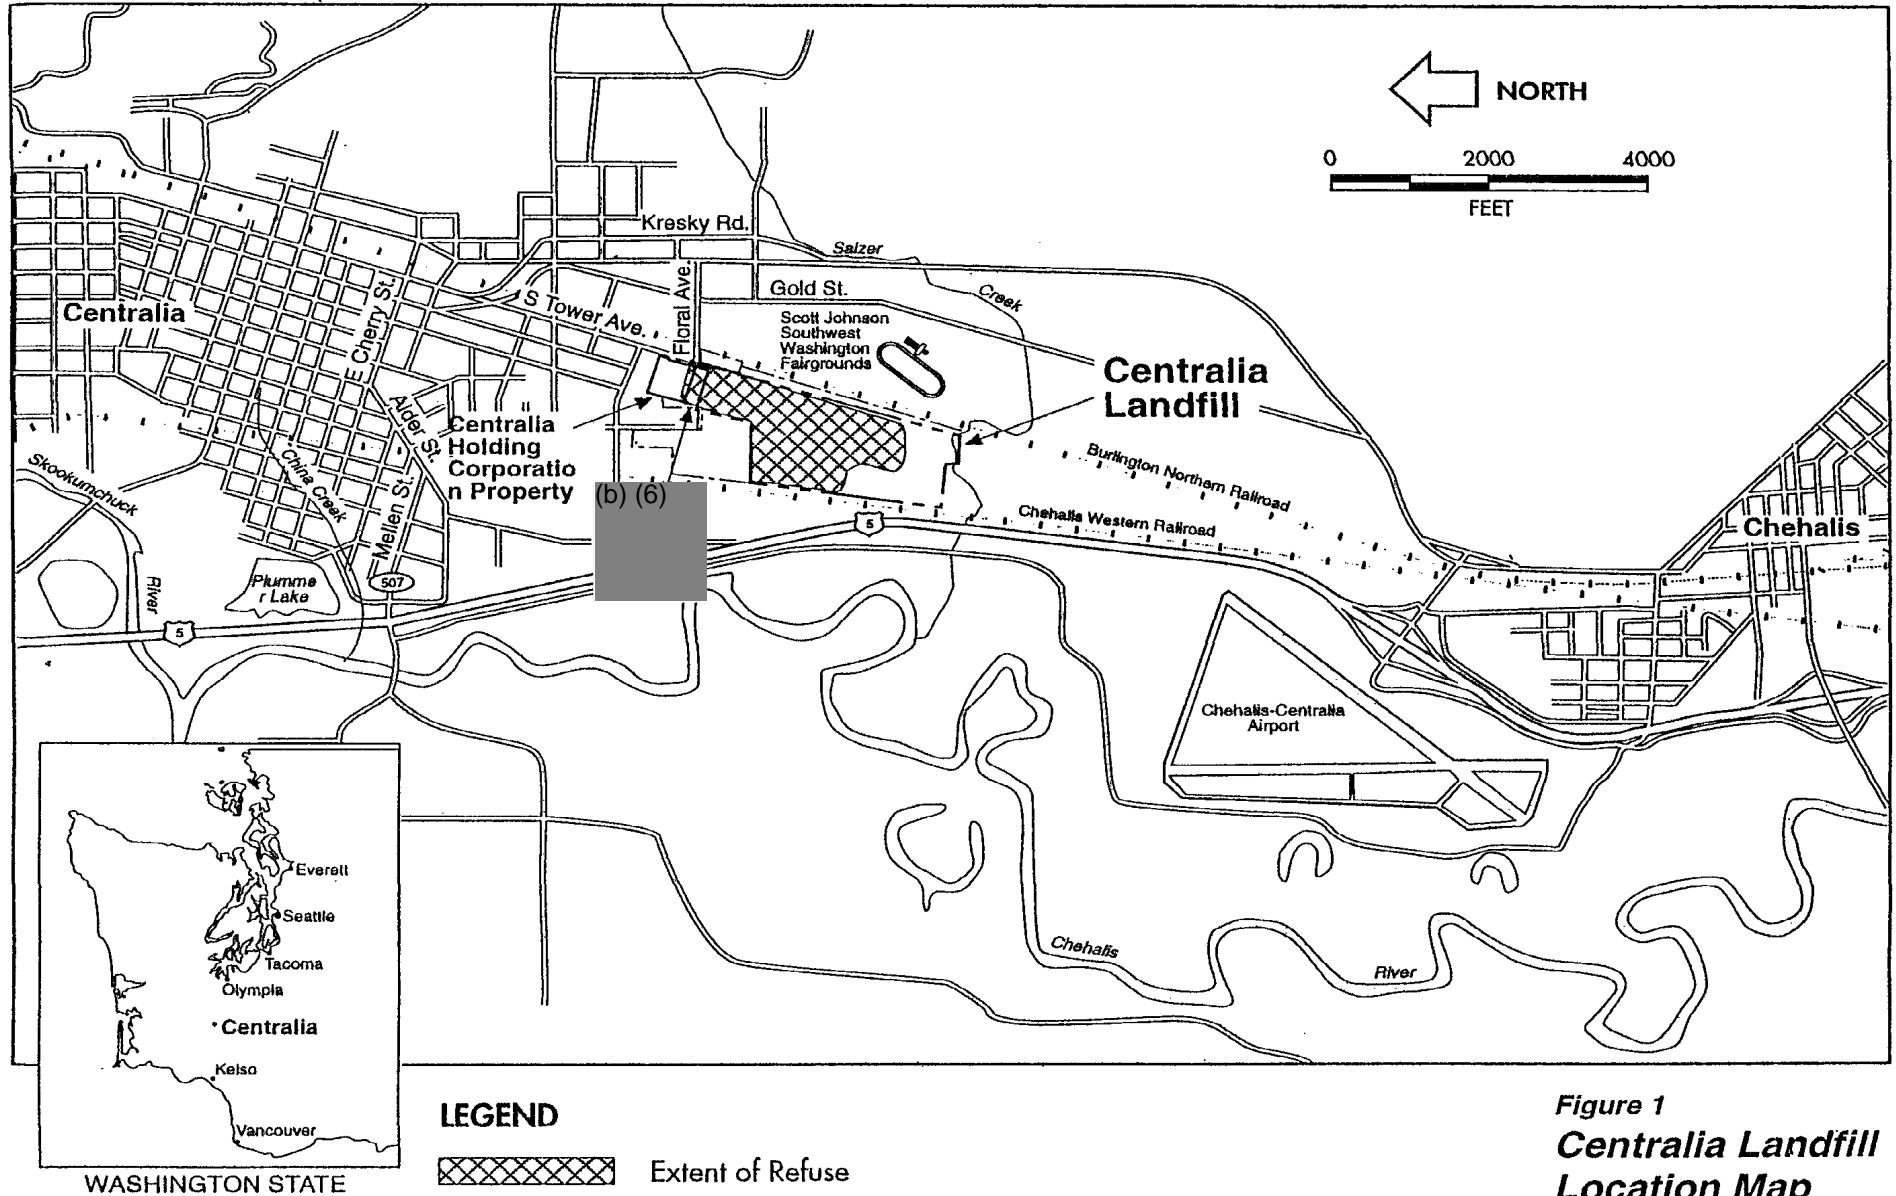 NORTH
0 2000 4000
FEET
Kresky Rd.
Salzer
Creek
Gold St.
S Tower Ave.
Floral Ave.
Scott Johnson
Southwest
Washington
Fairgrounds
Centralia
E Cherry St.
Alder St.
Centralia
Landfill
Centralia
Holding
Corporatio
n Property
(b) (6)
China Creek
Mellen St.
Skookumchuck
River
Plumme
r Lake
507
5
5
Burlington Northern Railroad
Chehalis Western Railroad
Chehalis
Chehalis-Centralia
Airport
Chehalis
River
Everett
Seattle
Tacoma
Olympia
Centralia
Kelso
Vancouver
WASHINGTON STATE
LEGEND
Extent of Refuse
Figure 1
Centralia Landfill
Location Map